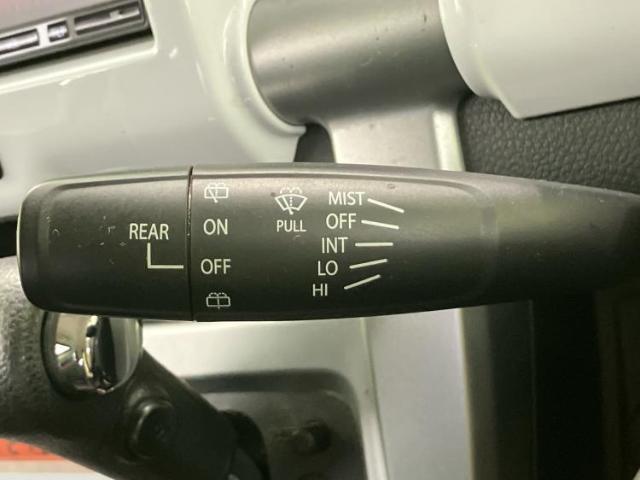 REAR
ON
OFF
PULL
MIST
OFF
INT
LO
HI